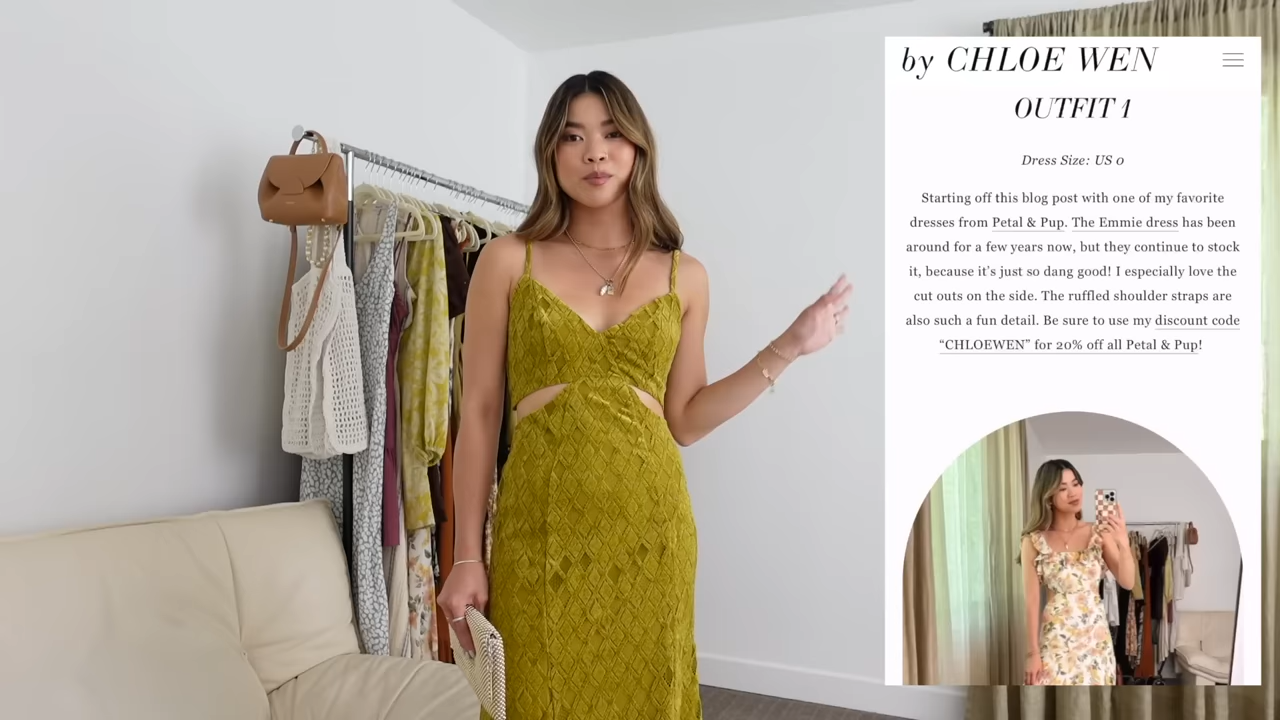 by CHLOE WEN
OUTFIT 1
Dress Size: US 0
Starting off this blog post with one of my favorite
dresses from Petal & Pup. The Emmie dress has been
around for a few years now, but they continue to stock
it, because it's just so dang good! I especially love the
cut outs on the side. The ruffled shoulder straps are
also such a fun detail. Be sure to use my discount code
“CHLOEWEN” for 20% off all Petal & Pup!